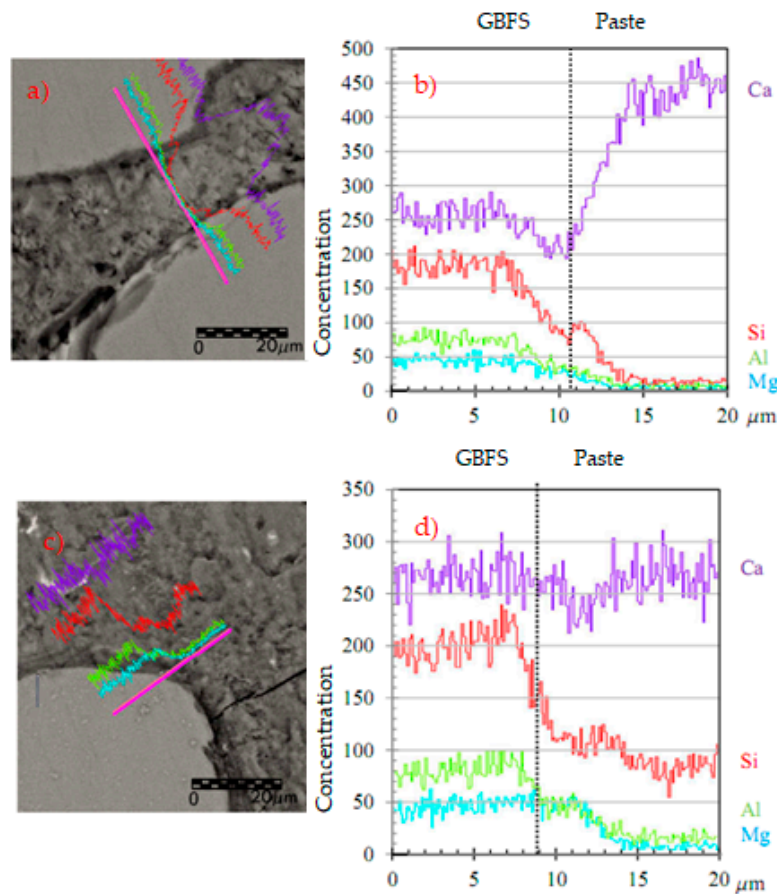 a)
0 20μm
b)
GBFS Paste
Concentration
500
450
400
350
300
250
200
150
100
50
0
0 5 10 15 20 μm
Ca
Si
Al
Mg
c)
0 20μm
d)
GBFS Paste
Concentration
350
300
250
200
150
100
50
0
0 5 10 15 20 μm
Ca
Si
Al
Mg